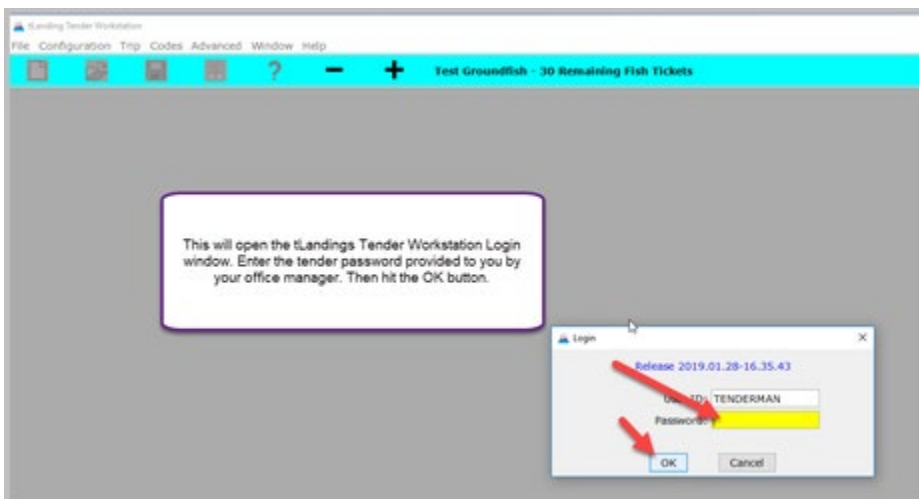 tLanding Tender Workstation
File Configuration Trip Codes Advanced Window Help
? − + Test Groundfish - 30 Remaining Fish Tickets
This will open the tLandings Tender Workstation Login
window. Enter the tender password provided to you by
your office manager. Then hit the OK button.
Login
Release 2019.01.28-16.35.43
ID: TENDERMAN
Password:
OK Cancel